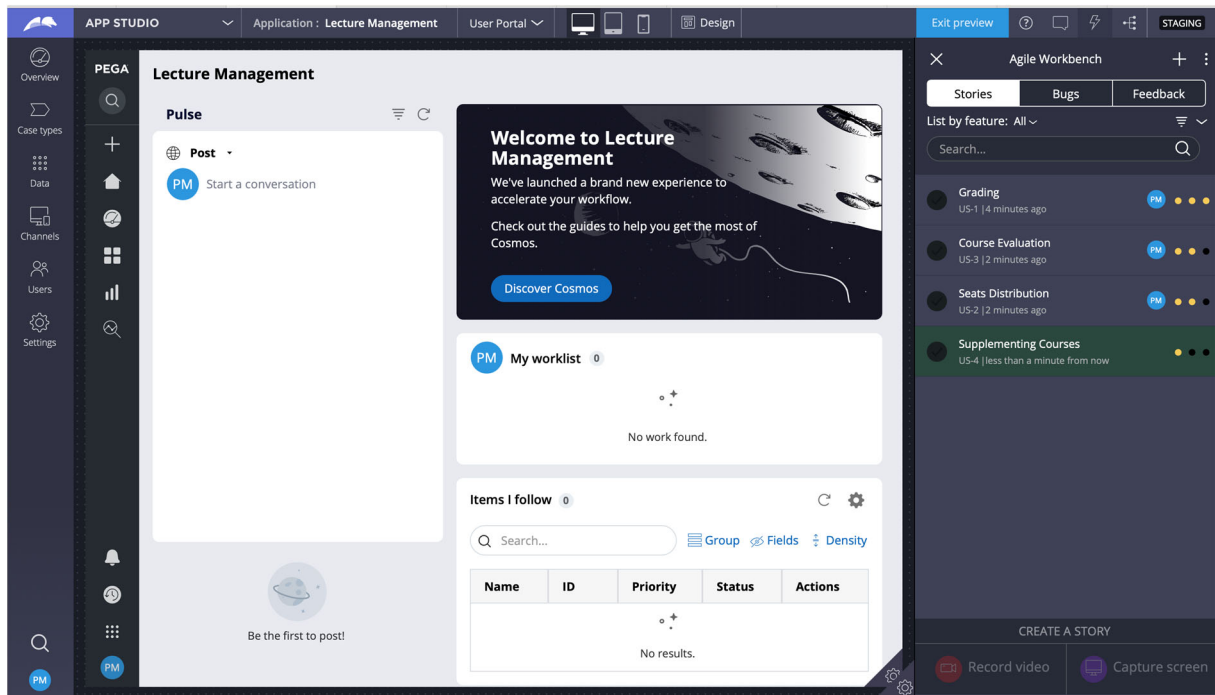 APP STUDIO
Application : Lecture Management
User Portal
Design
Exit preview
STAGING
Overview
Case types
Data
Channels
Users
Settings
PM
PEGA
PM
Lecture Management
Pulse
Post
PM
Start a conversation
Be the first to post!
Welcome to Lecture
Management
We've launched a brand new experience to
accelerate your workflow.
Check out the guides to help you get the most of
Cosmos.
Discover Cosmos
PM My worklist 0
No work found.
Items I follow 0
Search...
Group Fields Density
Name ID Priority Status Actions
No results.
Agile Workbench
Stories Bugs Feedback
List by feature: All
Search...
Grading
US-1 |4 minutes ago
PM
Course Evaluation
US-3 |2 minutes ago
PM
Seats Distribution
US-2 |2 minutes ago
PM
Supplementing Courses
US-4 |less than a minute from now
CREATE A STORY
Record video
Capture screen